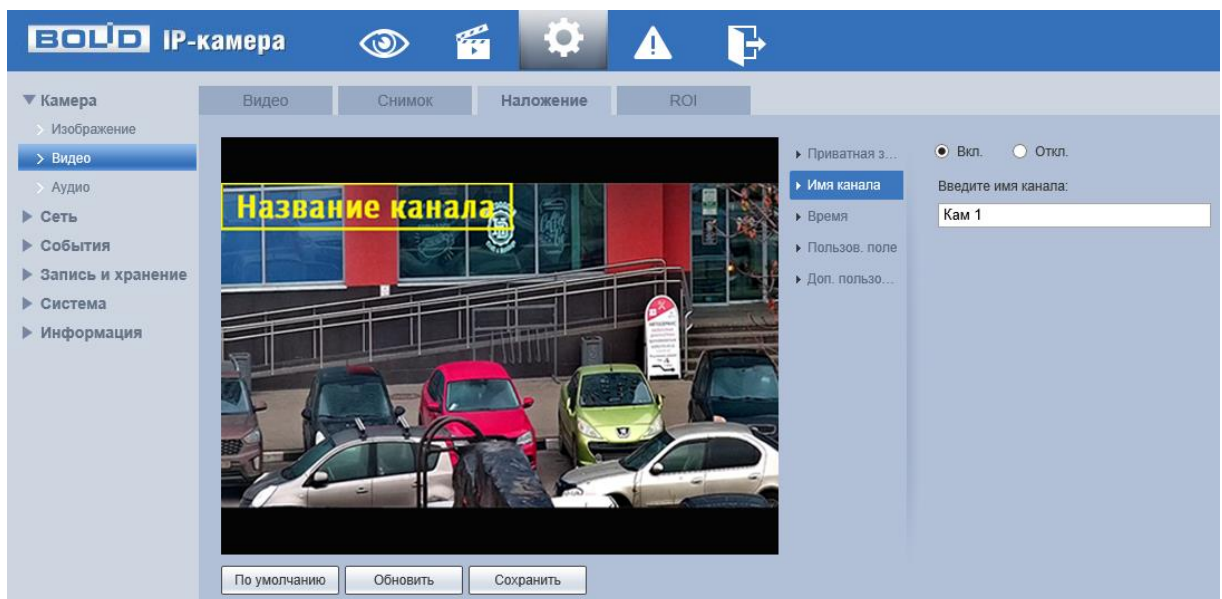 BOLID IP-камера
Камера
Изображение
Видео
Аудио
Сеть
События
Запись и хранение
Система
Информация
Видео
Снимок
Наложение
ROI
Название канала
По умолчанию
Обновить
Сохранить
Приватная з...
Имя канала
Время
Пользов. поле
Доп. пользо...
Вкл.
Откл.
Введите имя канала:
Кам 1